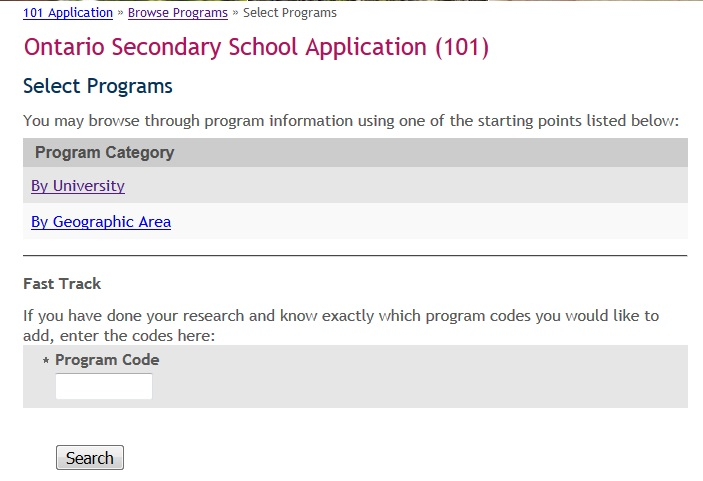 101 Application » Browse Programs » Select Programs
Ontario Secondary School Application (101)
Select Programs
You may browse through program information using one of the starting points listed below:
Program Category
By University
By Geographic Area
Fast Track
If you have done your research and know exactly which program codes you would like to
add, enter the codes here:
* Program Code
Search